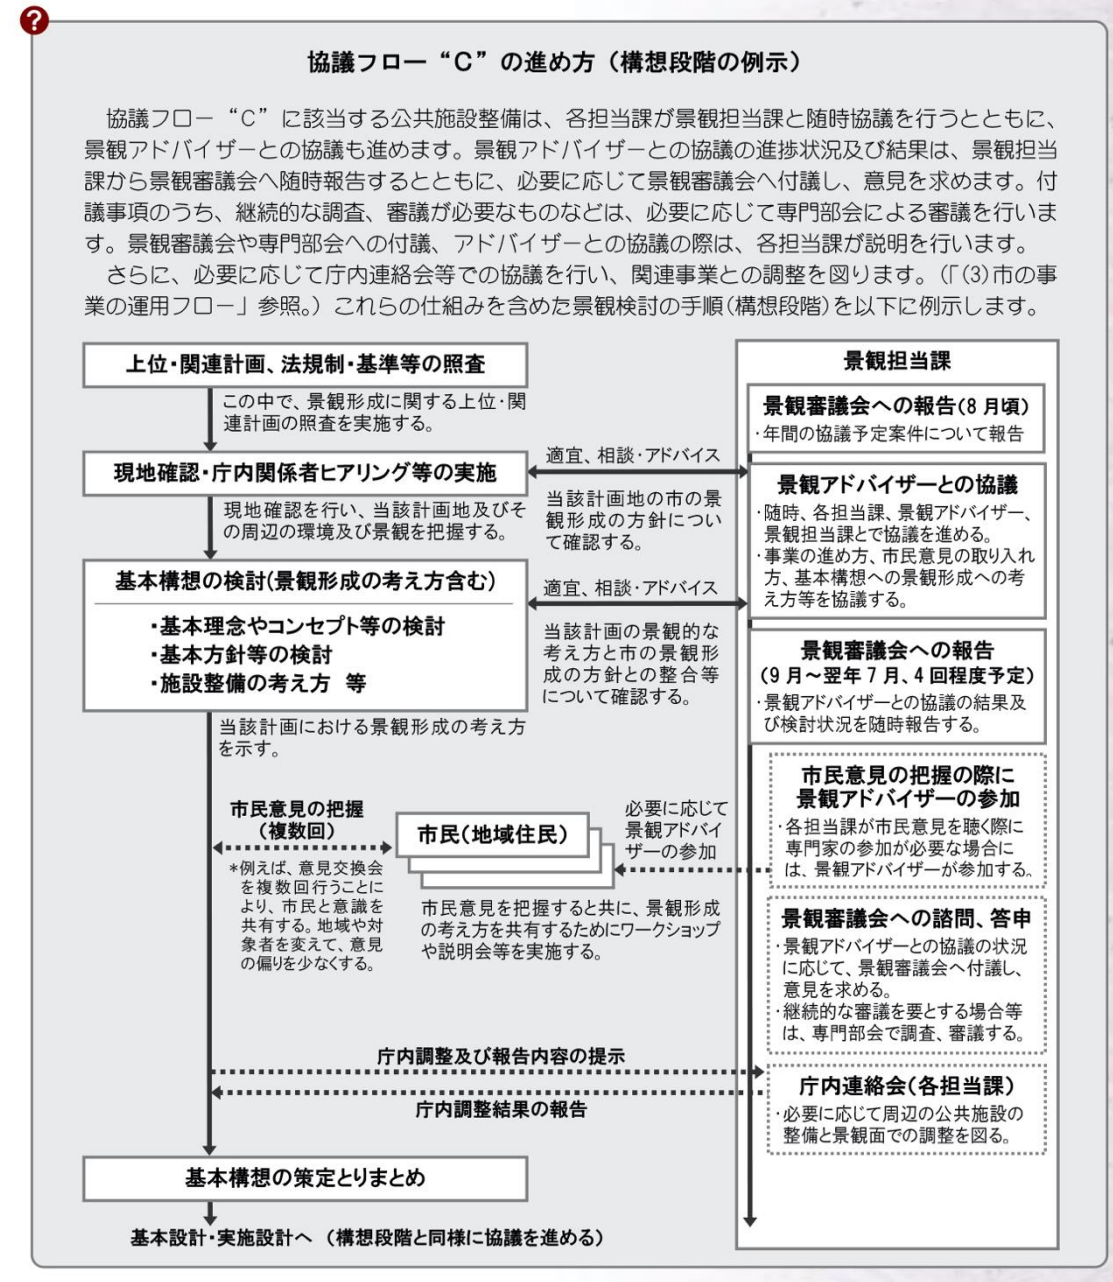 ?
協議フロー“C”の進め方（構想段階の例示）
協議フロー“C”に該当する公共施設整備は、各担当課が景観担当課と随時協議を行うとともに、
景観アドバイザーとの協議も進めます。景観アドバイザーとの協議の進捗状況及び結果は、景観担当
課から景観審議会へ随時報告するとともに、必要に応じて景観審議会へ付議し、意見を求めます。付
議事項のうち、継続的な調査、審議が必要なものなどは、必要に応じて専門部会による審議を行いま
す。景観審議会や専門部会への付議、アドバイザーとの協議の際は、各担当課が説明を行います。
さらに、必要に応じて庁内連絡会等での協議を行い、関連事業との調整を図ります。（「(3)市の事
業の運用フロー」参照。）これらの仕組みを含めた景観検討の手順(構想段階)を以下に例示します。
上位・関連計画、法規制・基準等の照査
この中で、景観形成に関する上位・関
連計画の照査を実施する。
現地確認・庁内関係者ヒアリング等の実施
現地確認を行い、当該計画地及びそ
の周辺の環境及び景観を把握する。
基本構想の検討(景観形成の考え方含む)
・基本理念やコンセプト等の検討
・基本方針等の検討
・施設整備の考え方 等
当該計画における景観形成の考え方
を示す。
適宜、相談・アドバイス
当該計画地の市の景
観形成の方針につい
て確認する。
適宜、相談・アドバイス
当該計画の景観的な
考え方と市の景観形
成の方針との整合等
について確認する。
市民意見の把握
（複数回）
*例えば、意見交換会
を複数回行うことに
より、市民と意識を
共有する。地域や対
象者を変えて、意見
の偏りを少なくする。
市民（地域住民）
必要に応じて
景観アドバイ
ザーの参加
市民意見を把握すると共に、景観形成
の考え方を共有するためにワークショップ
や説明会等を実施する。
庁内調整及び報告内容の提示
庁内調整結果の報告
基本構想の策定とりまとめ
基本設計・実施設計へ （構想段階と同様に協議を進める）
景観担当課
景観審議会への報告(8月頃)
・年間の協議予定案件について報告
景観アドバイザーとの協議
・随時、各担当課、景観アドバイザー、
景観担当課とで協議を進める。
・事業の進め方、市民意見の取り入れ
方、基本構想への景観形成への考
え方等を協議する。
景観審議会への報告
（9月～翌年7月、4回程度予定）
・景観アドバイザーとの協議の結果及
び検討状況を随時報告する。
市民意見の把握の際に
景観アドバイザーの参加
・各担当課が市民意見を聴く際に
専門家の参加が必要な場合に
は、景観アドバイザーが参加する。
景観審議会への諮問、答申
・景観アドバイザーとの協議の状況
に応じて、景観審議会へ付議し、
意見を求める。
・継続的な審議を要とする場合等
は、専門部会で調査、審議する。
庁内連絡会（各担当課）
・必要に応じて周辺の公共施設の
整備と景観面での調整を図る。